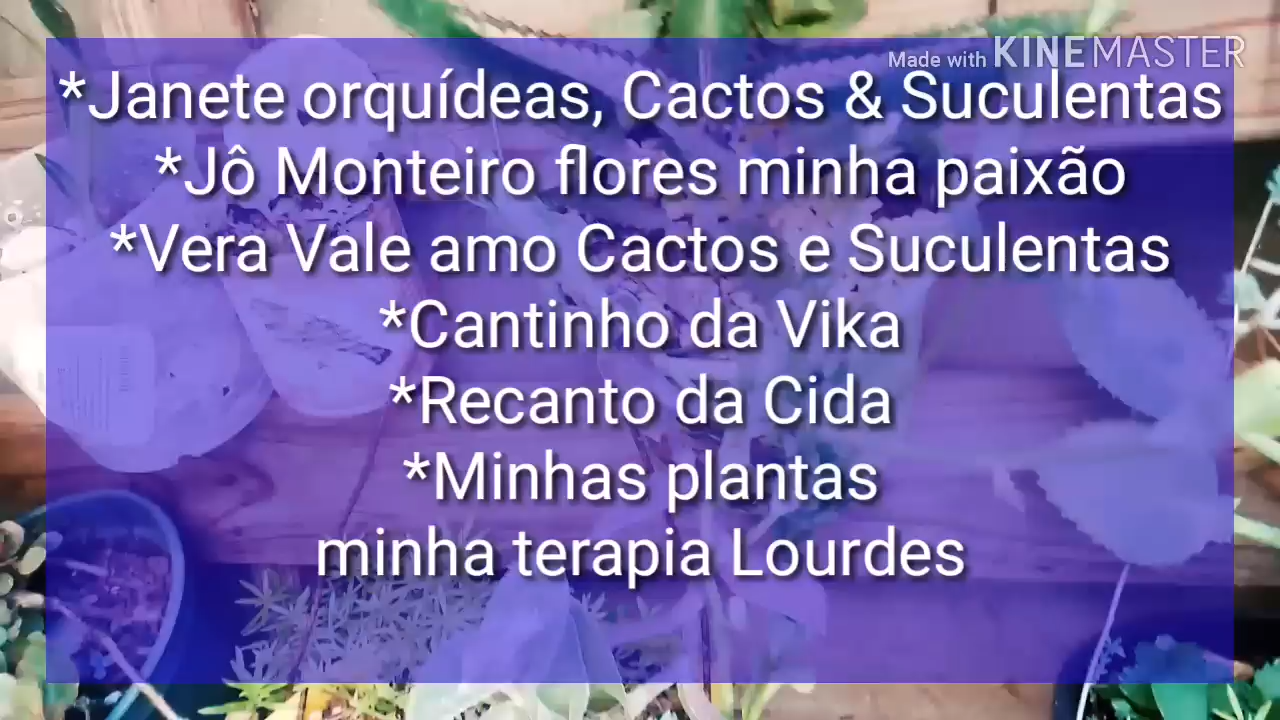 Made with KINEMASTER
*Janete orquídeas, Cactos & Suculentas
*Jô Monteiro flores minha paixão
*Vera Vale amo Cactos e Suculentas
*Cantinho da Vika
*Recanto da Cida
*Minhas plantas
minha terapia Lourdes